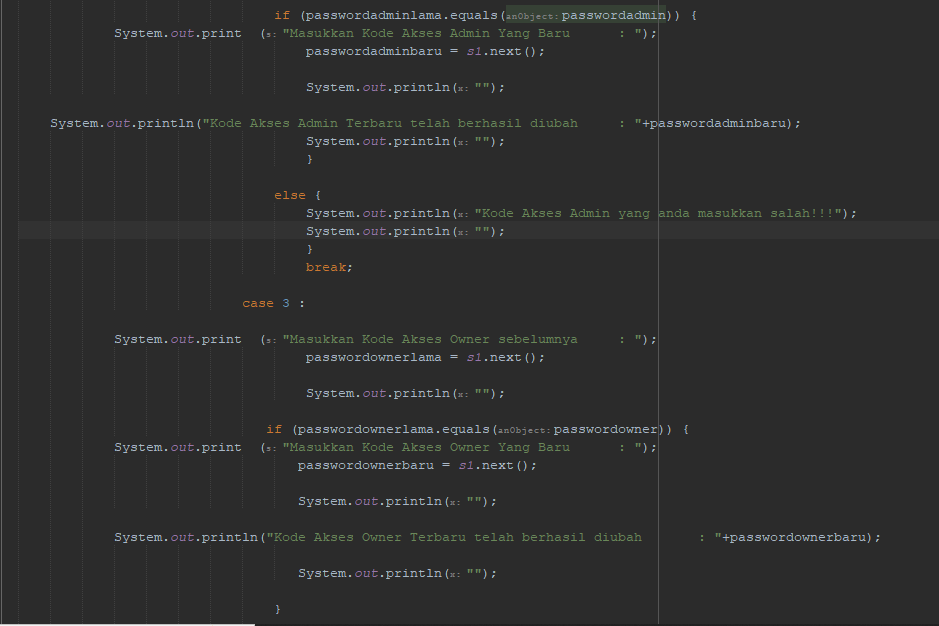 if (passwordadminlama.equals(anObject: passwordadmin)) {
System.out.print (s: "Masukkan Kode Akses Admin Yang Baru : ");
passwordadminbaru = s1.next();
System.out.println(x: "");
System.out.println("Kode Akses Admin Terbaru telah berhasil diubah : "+passwordadminbaru);
System.out.println(x: "");
}
else {
System.out.println(x: "Kode Akses Admin yang anda masukkan salah!!!");
System.out.println(x: "");
}
break;
case 3 :
System.out.print (s: "Masukkan Kode Akses Owner sebelumnya : ");
passwordownerlama = s1.next();
System.out.println(x: "");
if (passwordownerlama.equals(anObject: passwordowner)) {
System.out.print (s: "Masukkan Kode Akses Owner Yang Baru : ");
passwordownerbaru = s1.next();
System.out.println(x: "");
System.out.println("Kode Akses Owner Terbaru telah berhasil diubah : "+passwordownerbaru);
System.out.println(x: "");
}